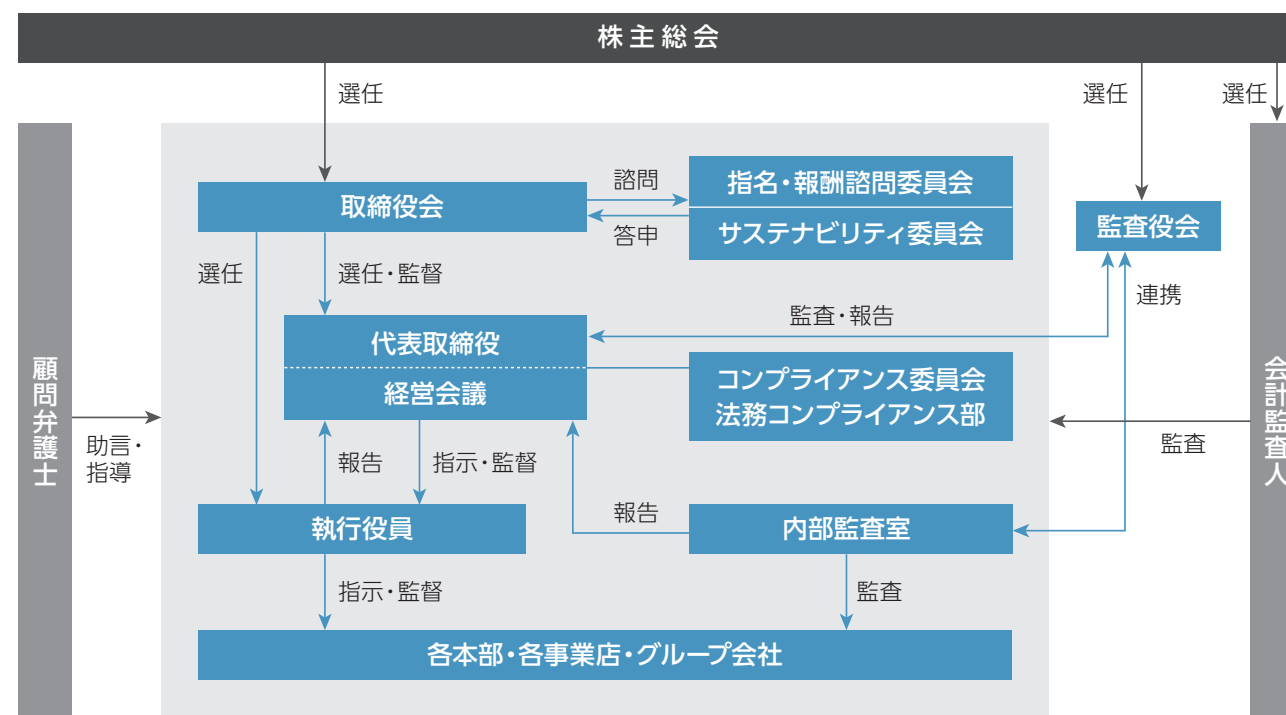 株主総会
選任
選任
選任
諮問
指名・報酬諮問委員会
取締役会
答申
サステナビリティ委員会
監査役会
選任
選任・監督
連携
監査・報告
代表取締役
経営会議
コンプライアンス委員会
法務コンプライアンス部
顧問弁護士
会計監査人
助言・
指導
監査
報告
指示・監督
報告
執行役員
内部監査室
指示・監督
監査
各本部・各事業店・グループ会社